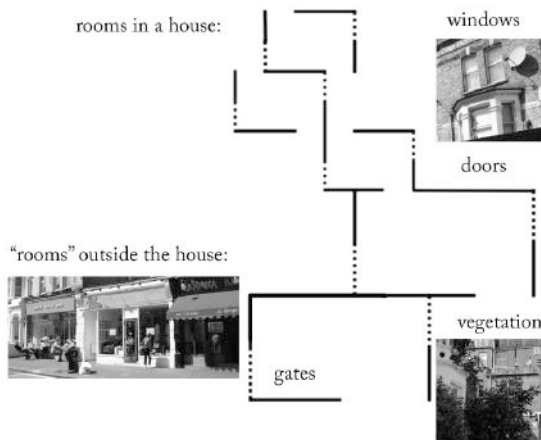 rooms in a house:
windows
doors
“rooms” outside the house:
vegetation
gates